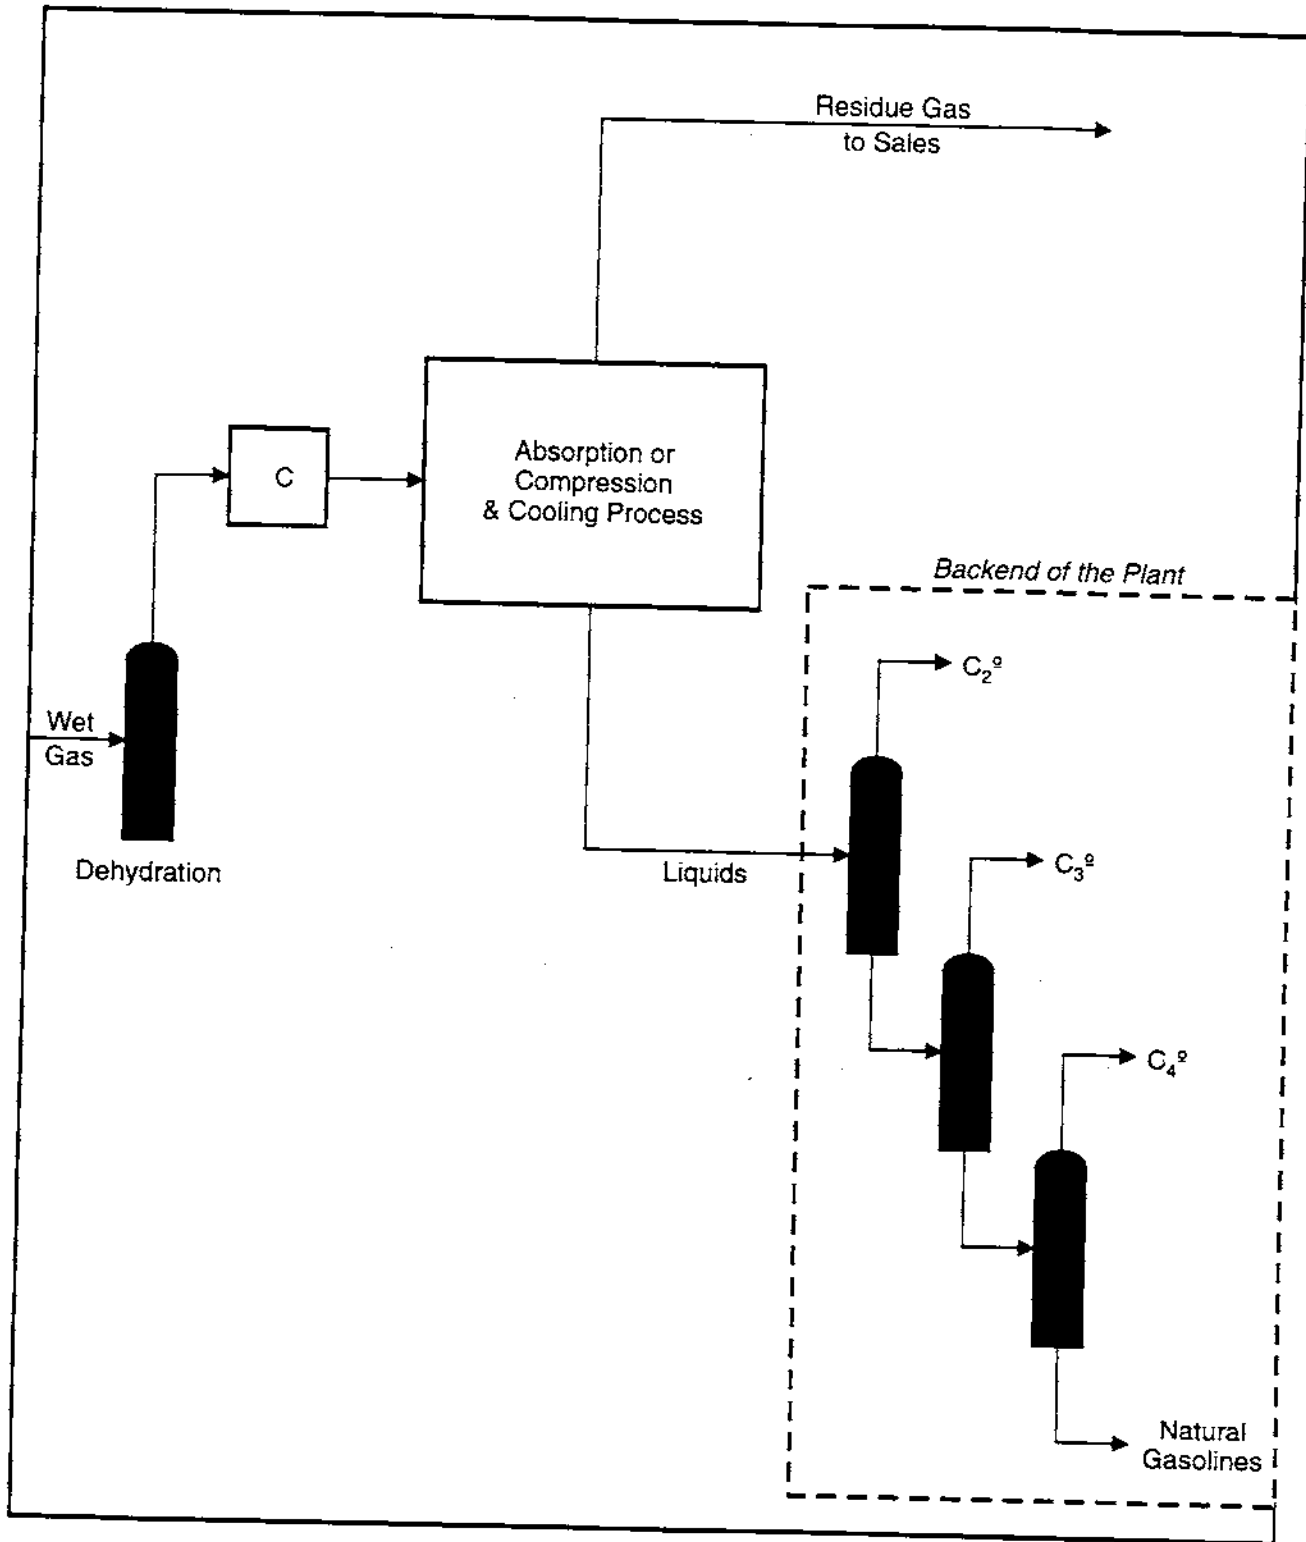 Residue Gas
to Sales
Absorption or
Compression
& Cooling Process
C
Backend of the Plant
C₂º
Wet
Gas
Dehydration
Liquids
C₃º
C₄º
Natural
Gasolines